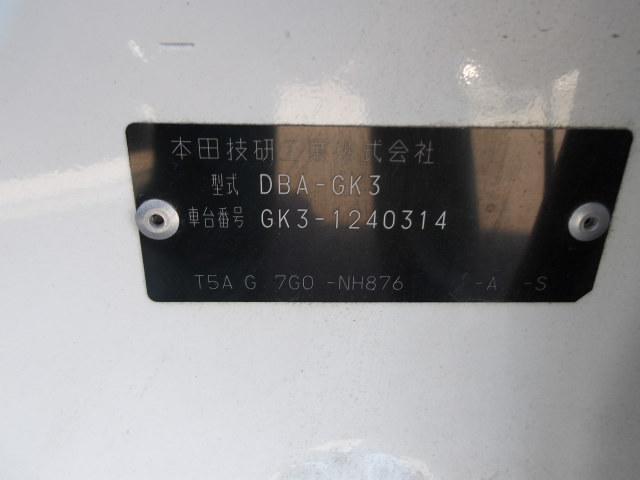 本田技研工業株式会社
型式 DBA-GK3
車台番号 GK3-1240314
T5A G 7G0 -NH876 -A -S